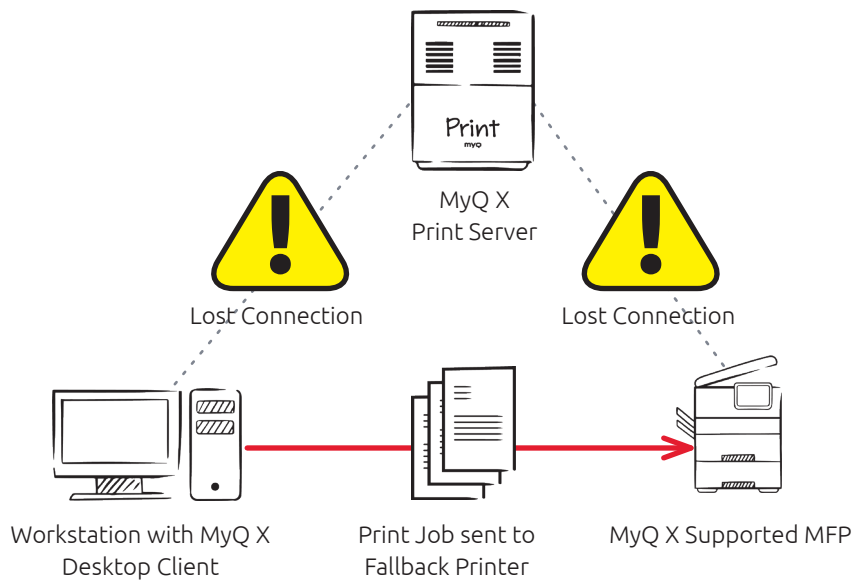 Print
myQ
MyQ X
Print Server
Lost Connection
Lost Connection
Workstation with MyQ X
Desktop Client
Print Job sent to
Fallback Printer
MyQ X Supported MFP